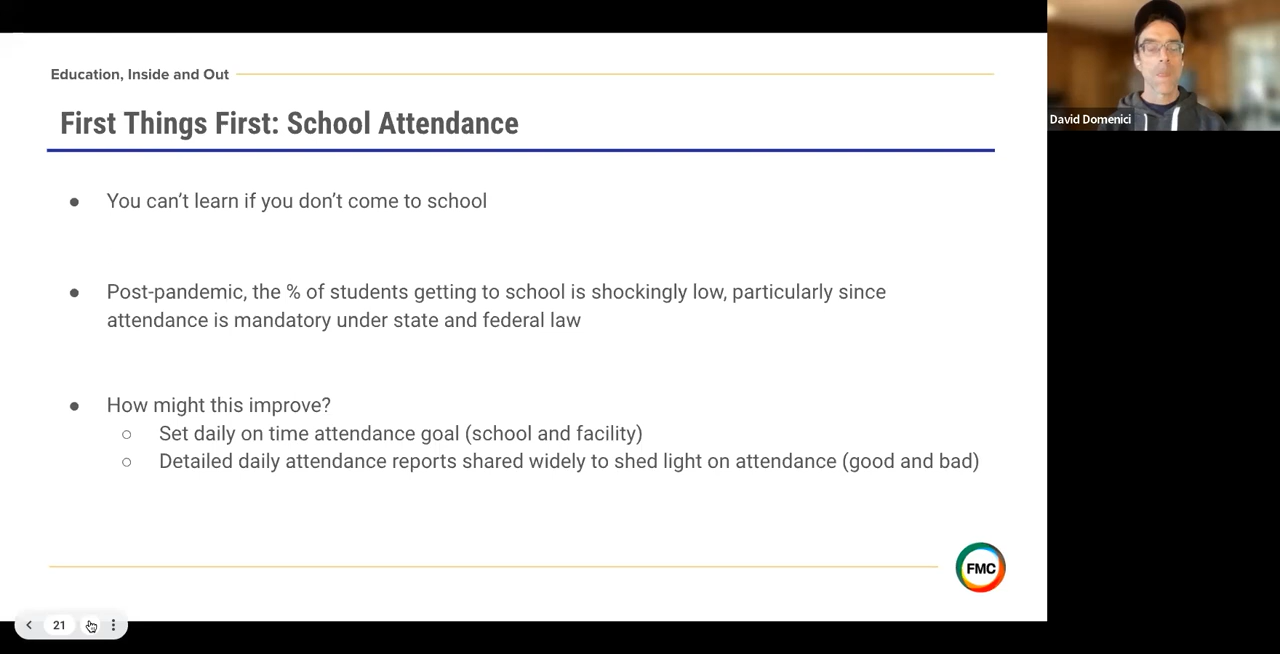 Education, Inside and Out
First Things First: School Attendance
● You can’t learn if you don’t come to school
● Post-pandemic, the % of students getting to school is shockingly low, particularly since
attendance is mandatory under state and federal law
● How might this improve?
○ Set daily on time attendance goal (school and facility)
○ Detailed daily attendance reports shared widely to shed light on attendance (good and bad)
FMC
21
David Domenici